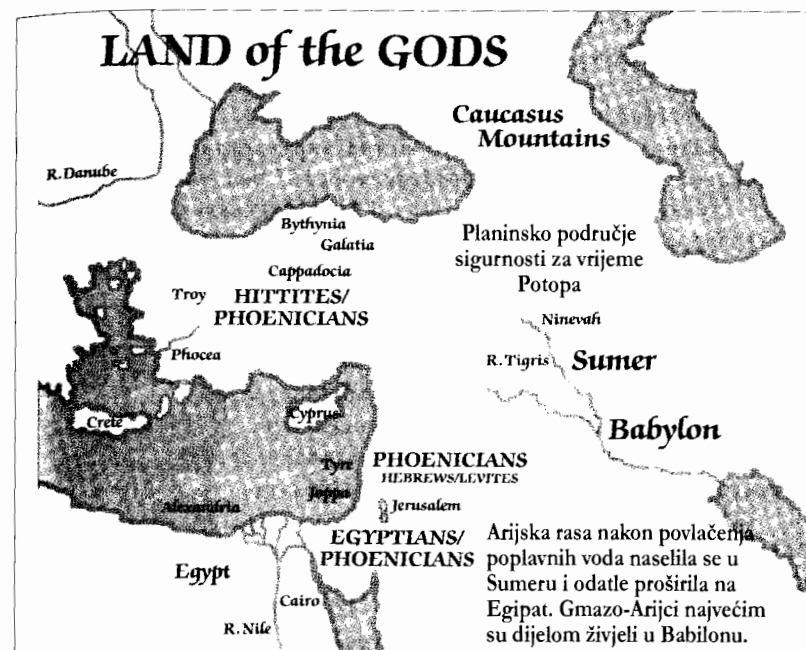 LAND of the GODS
Caucasus
Mountains
R. Danube
Bythynia
Galatia
Planinsko područje
sigurnosti za vrijeme
Potopa
Cappadocia
Troy
HITTITES/
PHOENICIANS
Ninevah
Phocea
R. Tigris
Sumer
Crete
Cyprus
Babylon
Tyre
PHOENICIANS
HEBREWS/LEVITES
Joppa
Alexandria
Jerusalem
EGYPTIANS/
PHOENICIANS
Egypt
Cairo
R. Nile
Arijska rasa nakon povlačenja
poplavnih voda naselila se u
Sumeru i odatle proširila na
Egipat. Gmazo-Arijci najvećim
su dijelom živjeli u Babilonu.